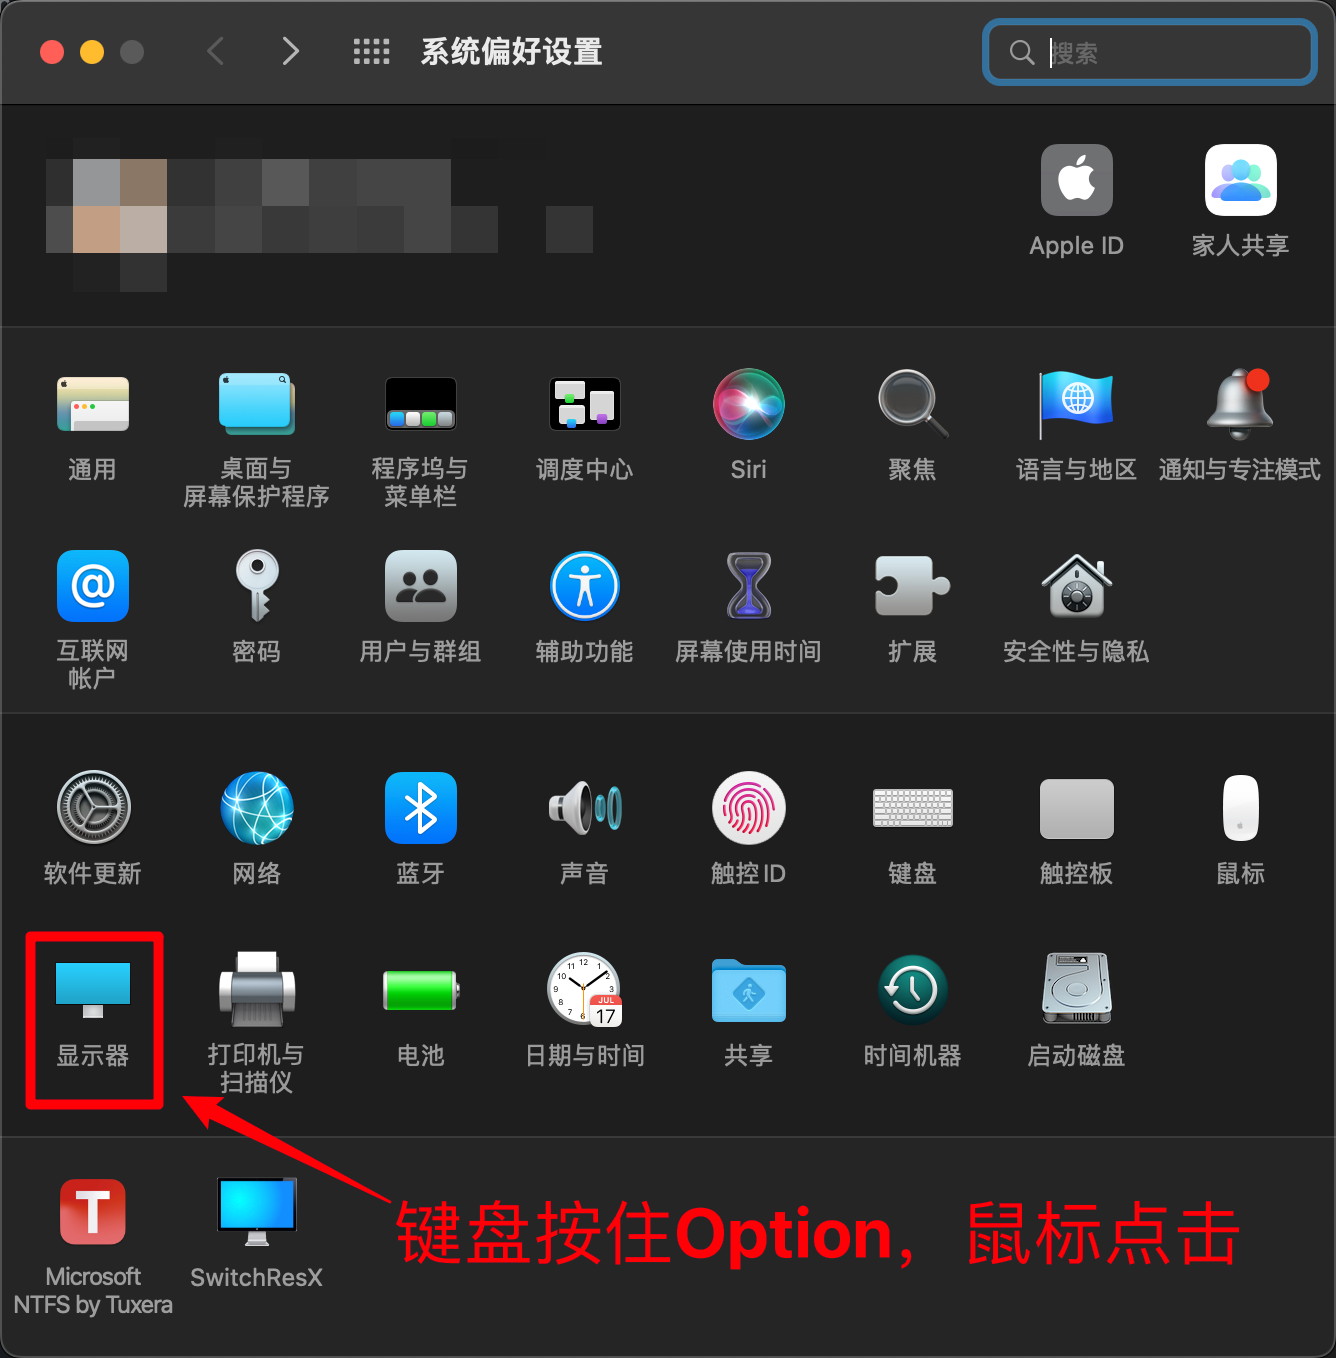 系统偏好设置
搜索
Apple ID
家人共享
通用
桌面与
屏幕保护程序
程序坞与
菜单栏
调度中心
Siri
聚焦
语言与地区
通知与专注模式
互联网
帐户
密码
用户与群组
辅助功能
屏幕使用时间
扩展
安全性与隐私
软件更新
网络
蓝牙
声音
触控 ID
键盘
触控板
鼠标
显示器
打印机与
扫描仪
电池
12
11
1
10
2
9
3
8
7
6
JUL
17
日期与时间
共享
时间机器
启动磁盘
键盘按住Option，鼠标点击
T
Microsoft
NTFS by Tuxera
SwitchResX